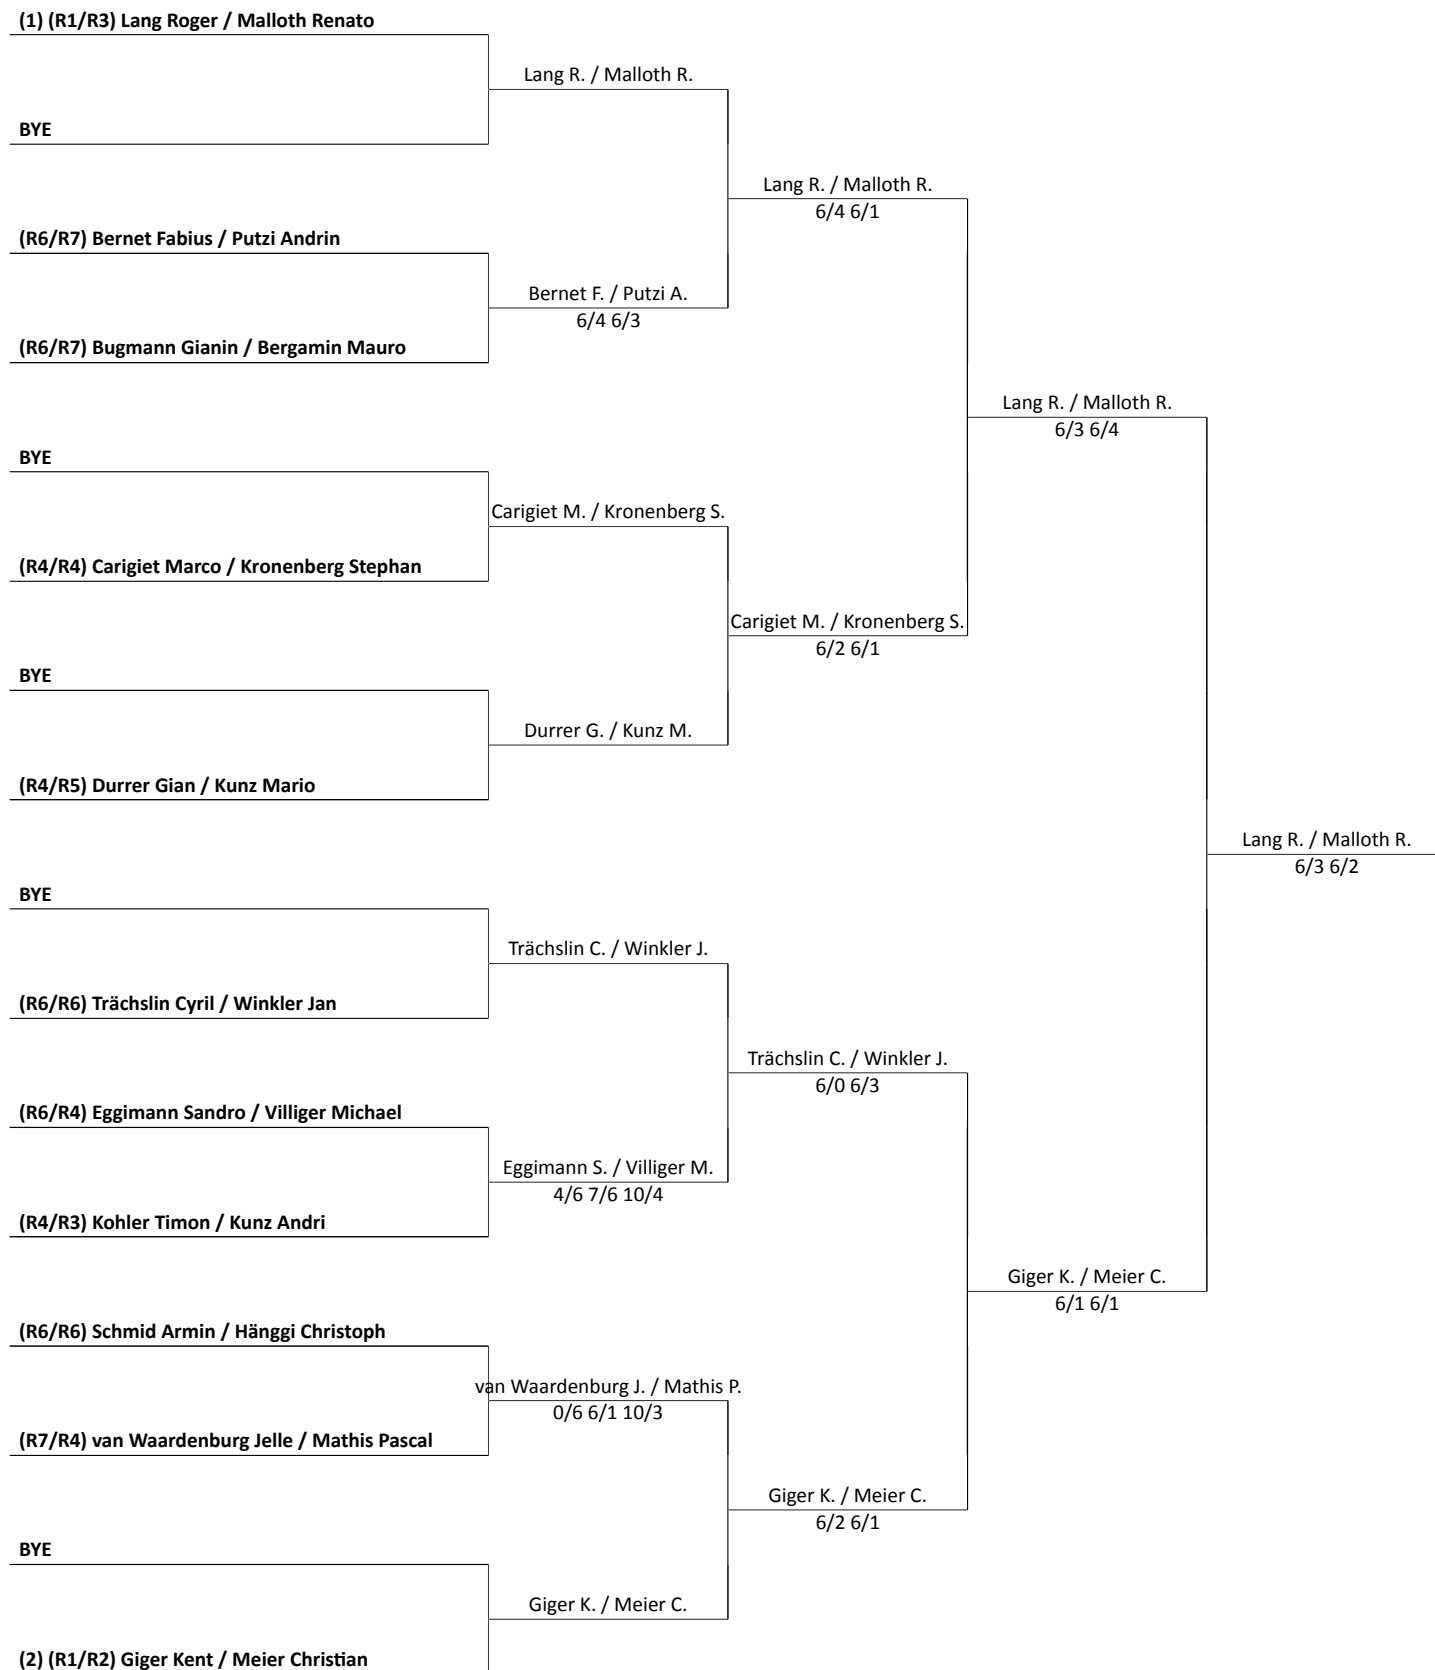 (1) (R1/R3) Lang Roger / Malloth Renato
Lang R. / Malloth R.
BYE
Lang R. / Malloth R.
6/4 6/1
(R6/R7) Bernet Fabius / Putzi Andrin
Bernet F. / Putzi A.
6/4 6/3
(R6/R7) Bugmann Gianin / Bergamin Mauro
Lang R. / Malloth R.
6/3 6/4
BYE
Carigiet M. / Kronenberg S.
(R4/R4) Carigiet Marco / Kronenberg Stephan
Carigiet M. / Kronenberg S.
6/2 6/1
BYE
Durrer G. / Kunz M.
(R4/R5) Durrer Gian / Kunz Mario
Lang R. / Malloth R.
6/3 6/2
BYE
Trächslin C. / Winkler J.
(R6/R6) Trächslin Cyril / Winkler Jan
Trächslin C. / Winkler J.
6/0 6/3
(R6/R4) Eggimann Sandro / Villiger Michael
Eggimann S. / Villiger M.
4/6 7/6 10/4
(R4/R3) Kohler Timon / Kunz Andri
Giger K. / Meier C.
6/1 6/1
(R6/R6) Schmid Armin / Hänggi Christoph
van Waardenburg J. / Mathis P.
0/6 6/1 10/3
(R7/R4) van Waardenburg Jelle / Mathis Pascal
Giger K. / Meier C.
6/2 6/1
BYE
Giger K. / Meier C.
(2) (R1/R2) Giger Kent / Meier Christian